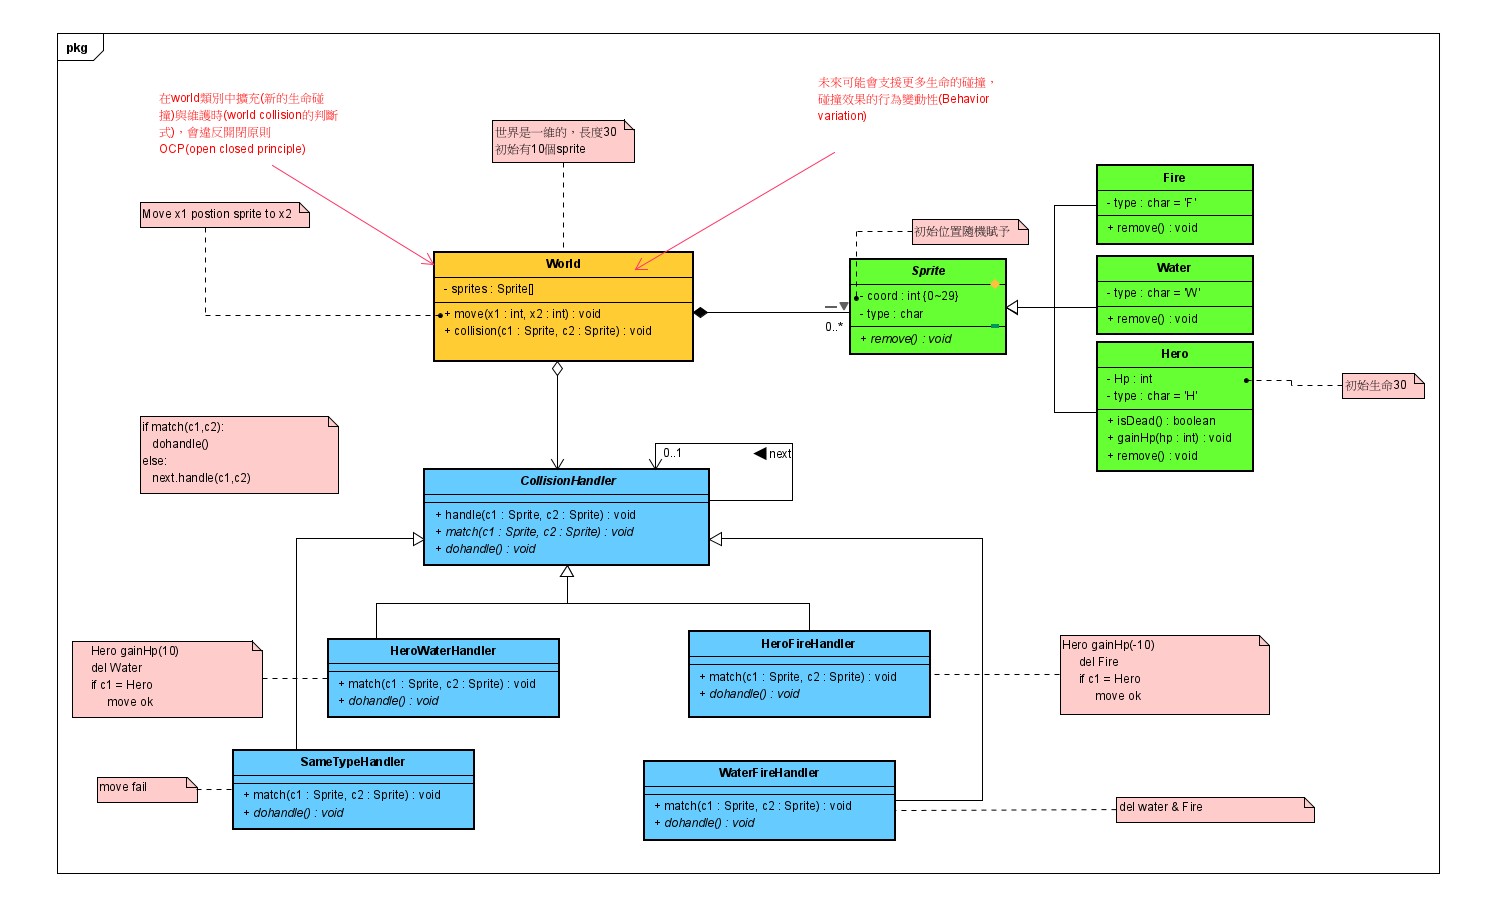 pkg
在world類別中擴充(新的生命碰
撞)與維護時(world collision的判斷
式)，會違反開閉原則
OCP(open closed principle)
未來可能會支援更多生命的碰撞，
碰撞效果的行為變動性(Behavior
variation)
世界是一維的，長度30
初始有10個sprite
Move x1 postion sprite to x2
初始位置隨機賦予
World
- sprites : Sprite[]
+ move(x1 : int, x2 : int) : void
+ collision(c1 : Sprite, c2 : Sprite) : void
0..*
Sprite
- coord : int {0~29}
- type : char
+ remove() : void
Fire
- type : char = 'F'
+ remove() : void
Water
- type : char = 'W'
+ remove() : void
Hero
- Hp : int
- type : char = 'H'
+ isDead() : boolean
+ gainHp(hp : int) : void
+ remove() : void
初始生命30
if match(c1,c2):
dohandle()
else:
next.handle(c1,c2)
0..1
next
CollisionHandler
+ handle(c1 : Sprite, c2 : Sprite) : void
+ match(c1 : Sprite, c2 : Sprite) : void
+ dohandle() : void
Hero gainHp(10)
del Water
if c1 = Hero
move ok
HeroWaterHandler
+ match(c1 : Sprite, c2 : Sprite) : void
+ dohandle() : void
HeroFireHandler
+ match(c1 : Sprite, c2 : Sprite) : void
+ dohandle() : void
Hero gainHp(-10)
del Fire
if c1 = Hero
move ok
move fail
SameTypeHandler
+ match(c1 : Sprite, c2 : Sprite) : void
+ dohandle() : void
WaterFireHandler
+ match(c1 : Sprite, c2 : Sprite) : void
+ dohandle() : void
del water & Fire